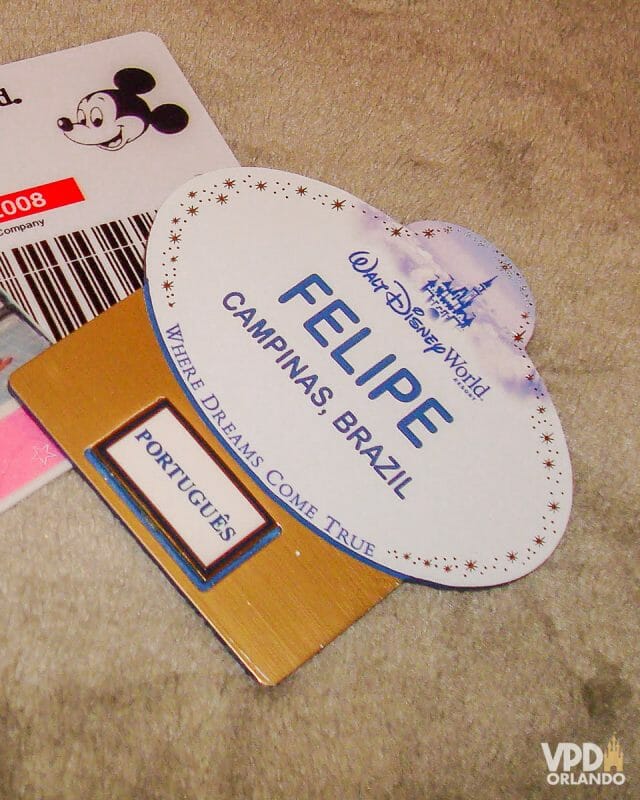 2008
Company
WALT DISNEY World
RESORT
FELIPE
CAMPINAS, BRAZIL
WHERE DREAMS COME TRUE
PORTUGUÊS
VPD
ORLANDO